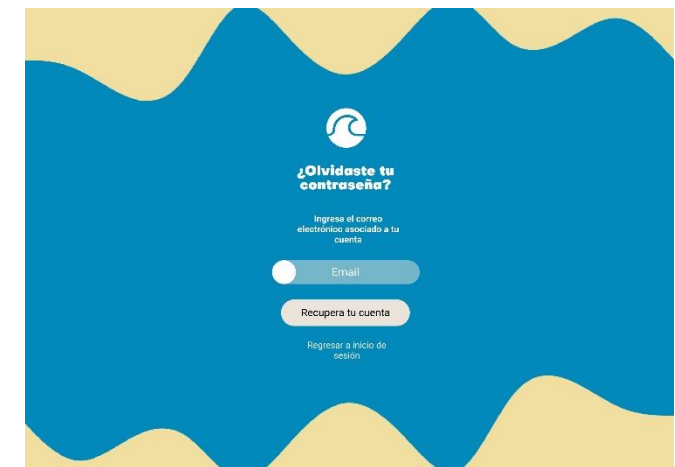 ¿Olvidaste tu
contraseña?
Ingresa el correo
electrónico asociado a tu
cuenta
Email
Recupera tu cuenta
Regresar a inicio de
sesión